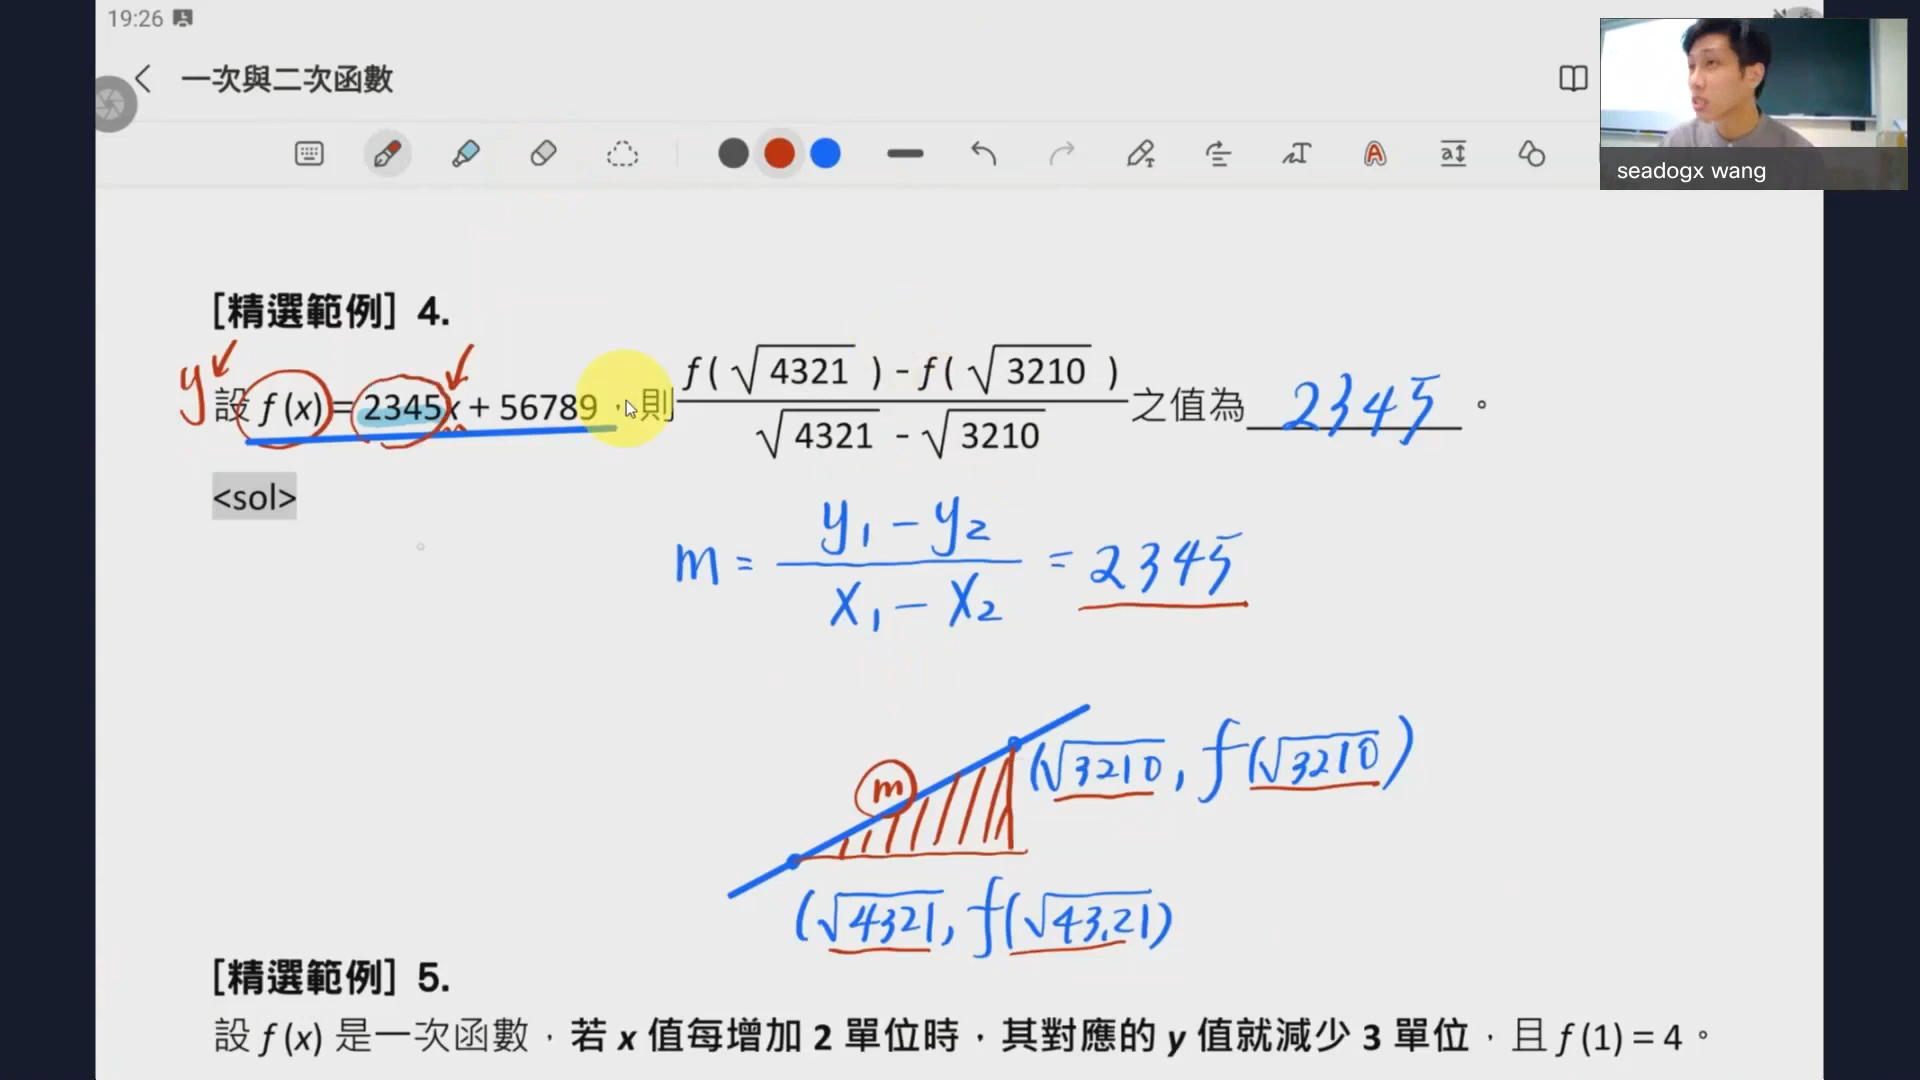 19:26
一次與二次函數
seadogx wang
[精選範例] 4.
y
設 f (x) = 2345x + 56789，則 f ( √4321 ) - f ( √3210 ) / √4321 - √3210 之值為 2345 。
m
<sol>
m = y₁ - y₂ / x₁ - x₂ = 2345
m
(√3210, f(√3210)
(√4321, f(√4321)
[精選範例] 5.
設 f (x) 是一次函數，若 x 值每增加 2 單位時，其對應的 y 值就減少 3 單位，且 f (1) = 4。